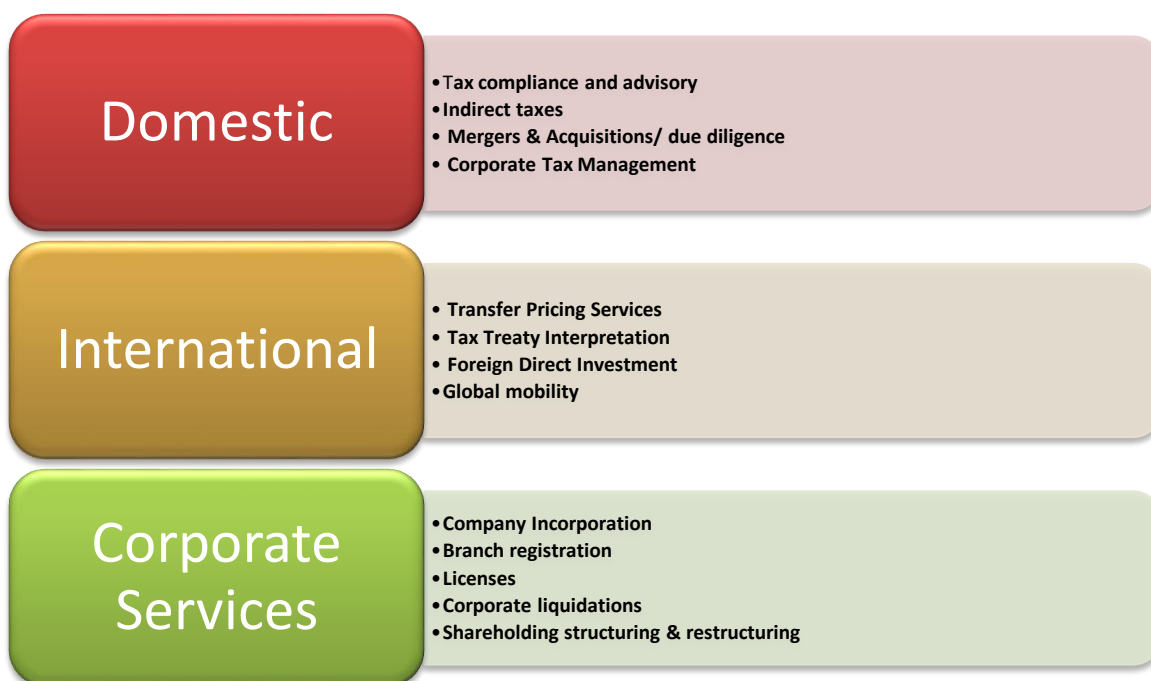 Domestic
•Tax compliance and advisory
•Indirect taxes
• Mergers & Acquisitions/ due diligence
• Corporate Tax Management
International
• Transfer Pricing Services
• Tax Treaty Interpretation
• Foreign Direct Investment
•Global mobility
Corporate
Services
•Company Incorporation
•Branch registration
•Licenses
•Corporate liquidations
•Shareholding structuring & restructuring